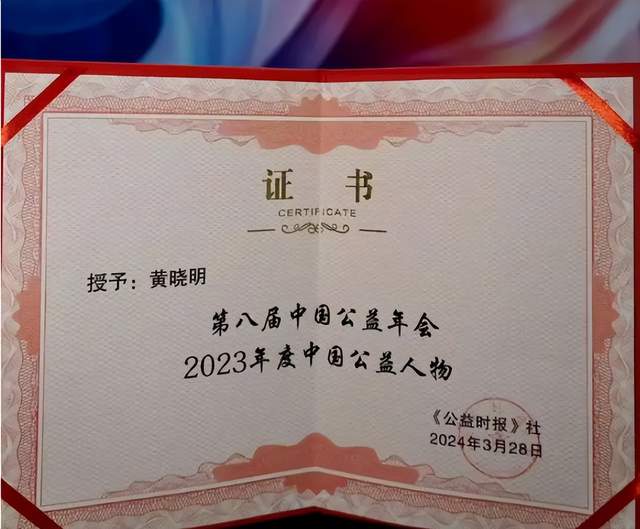 证 书
CERTIFICATE
授予：黄晓明
第八届中国公益年会
2023年度中国公益人物
《公益时报》社
2024年3月28日